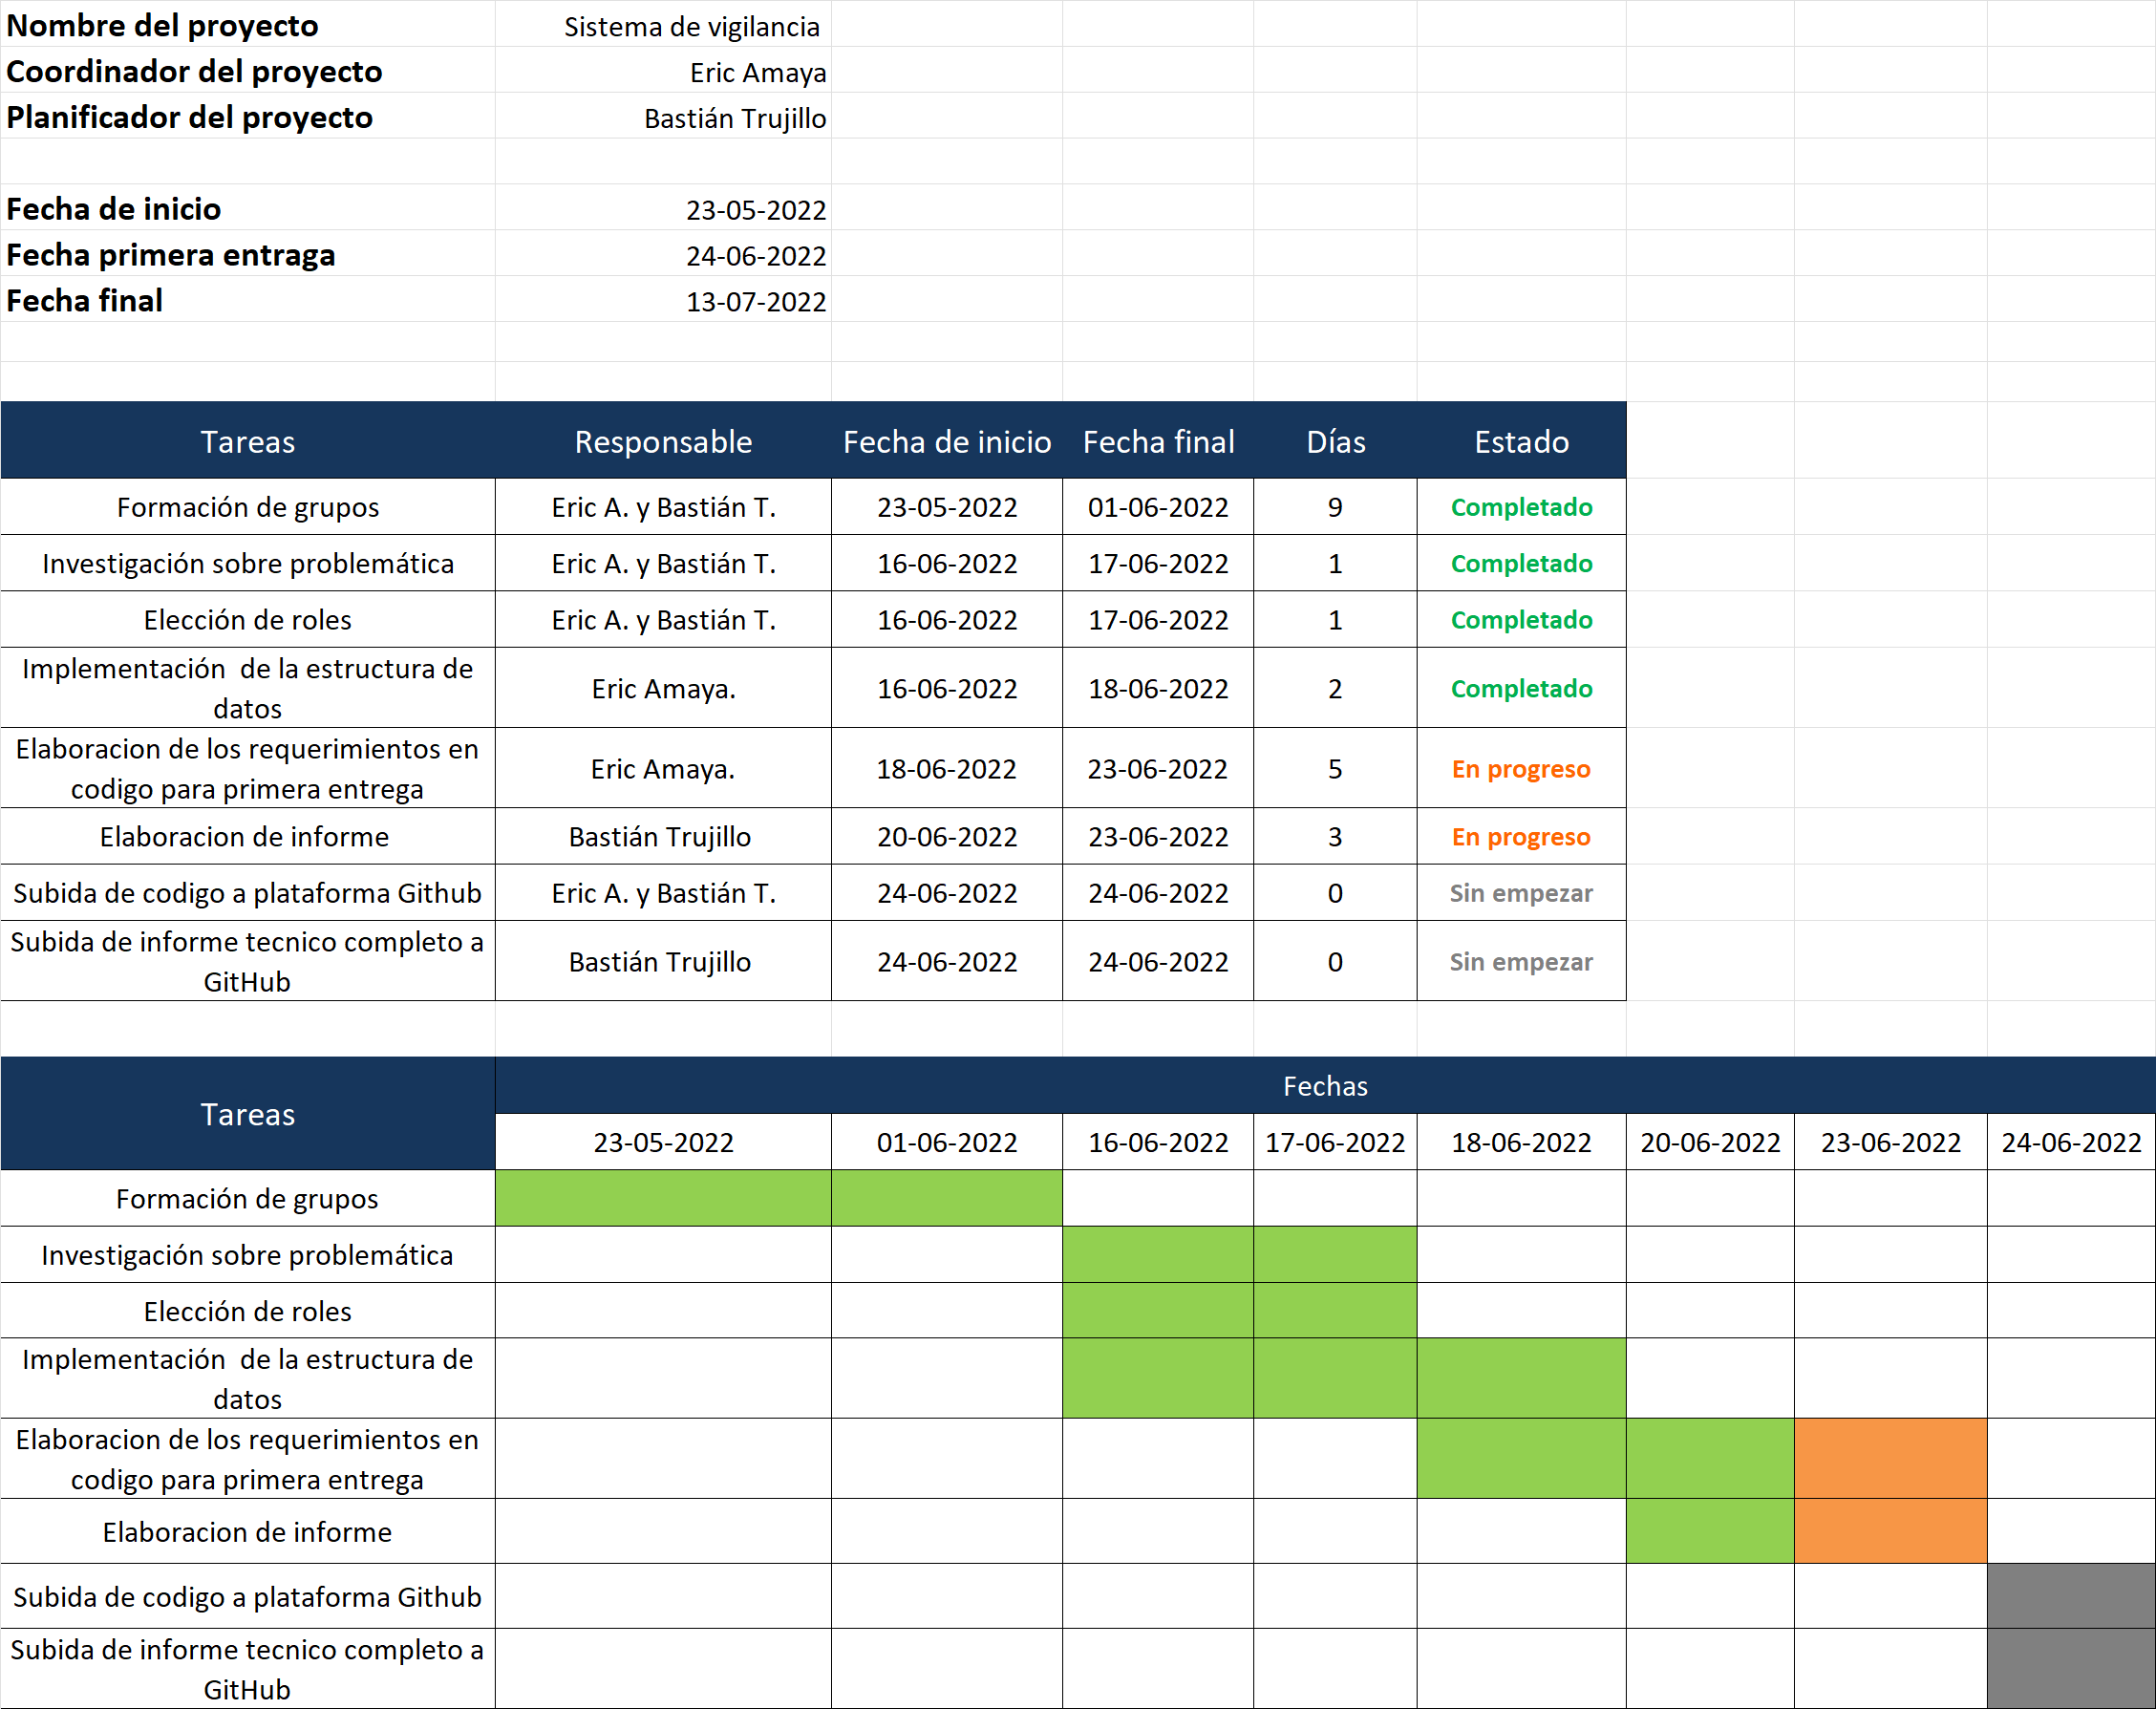 Nombre del proyecto Sistema de vigilancia
Coordinador del proyecto Eric Amaya
Planificador del proyecto Bastián Trujillo
Fecha de inicio 23-05-2022
Fecha primera entraga 24-06-2022
Fecha final 13-07-2022
Tareas Responsable Fecha de inicio Fecha final Días Estado
Formación de grupos Eric A. y Bastián T. 23-05-2022 01-06-2022 9 Completado
Investigación sobre problemática Eric A. y Bastián T. 16-06-2022 17-06-2022 1 Completado
Elección de roles Eric A. y Bastián T. 16-06-2022 17-06-2022 1 Completado
Implementación  de la estructura de
datos Eric Amaya. 16-06-2022 18-06-2022 2 Completado
Elaboracion de los requerimientos en
codigo para primera entrega Eric Amaya. 18-06-2022 23-06-2022 5 En progreso
Elaboracion de informe Bastián Trujillo 20-06-2022 23-06-2022 3 En progreso
Subida de codigo a plataforma Github Eric A. y Bastián T. 24-06-2022 24-06-2022 0 Sin empezar
Subida de informe tecnico completo a
GitHub Bastián Trujillo 24-06-2022 24-06-2022 0 Sin empezar
Tareas Fechas
23-05-2022 01-06-2022 16-06-2022 17-06-2022 18-06-2022 20-06-2022 23-06-2022 24-06-2022
Formación de grupos
Investigación sobre problemática
Elección de roles
Implementación  de la estructura de
datos
Elaboracion de los requerimientos en
codigo para primera entrega
Elaboracion de informe
Subida de codigo a plataforma Github
Subida de informe tecnico completo a
GitHub